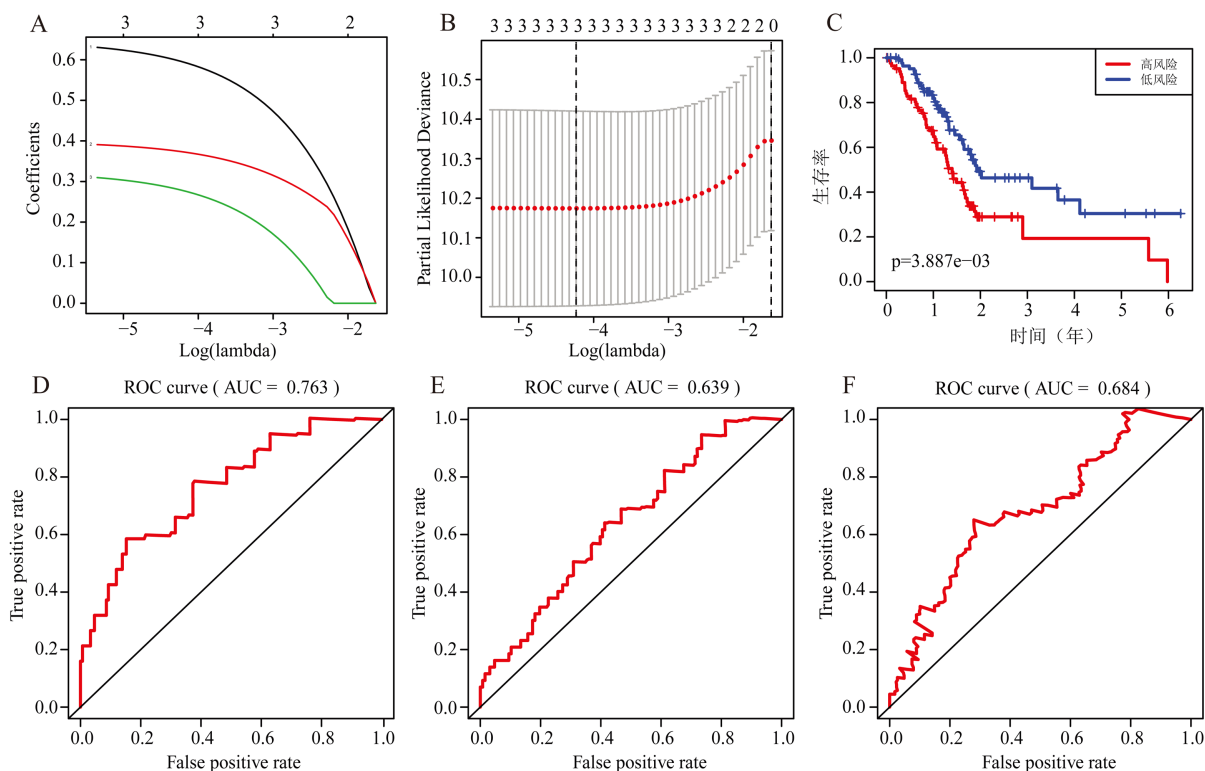 A
3 3 3 2
Coefficients
0.6
0.5
0.4
0.3
0.2
0.1
0.0
1
2
3
−5 −4 −3 −2
Log(lambda)
B
3 3 3 3 3 3 3 3 3 3 3 3 3 3 3 2 2 2 0
Partial Likelihood Deviance
10.5
10.4
10.3
10.2
10.1
10.0
−5 −4 −3 −2
Log(lambda)
C
生存率
1.0
0.8
0.6
0.4
0.2
0.0
高风险
低风险
p=3.887e−03
0 1 2 3 4 5 6
时间（年）
D
ROC curve ( AUC = 0.763 )
True positive rate
1.0
0.8
0.6
0.4
0.2
0.0
0.0 0.2 0.4 0.6 0.8 1.0
False positive rate
E
ROC curve ( AUC = 0.639 )
True positive rate
1.0
0.8
0.6
0.4
0.2
0.0
0.0 0.2 0.4 0.6 0.8 1.0
False positive rate
F
ROC curve ( AUC = 0.684 )
True positive rate
1.0
0.8
0.6
0.4
0.2
0.0
0.0 0.2 0.4 0.6 0.8 1.0
False positive rate